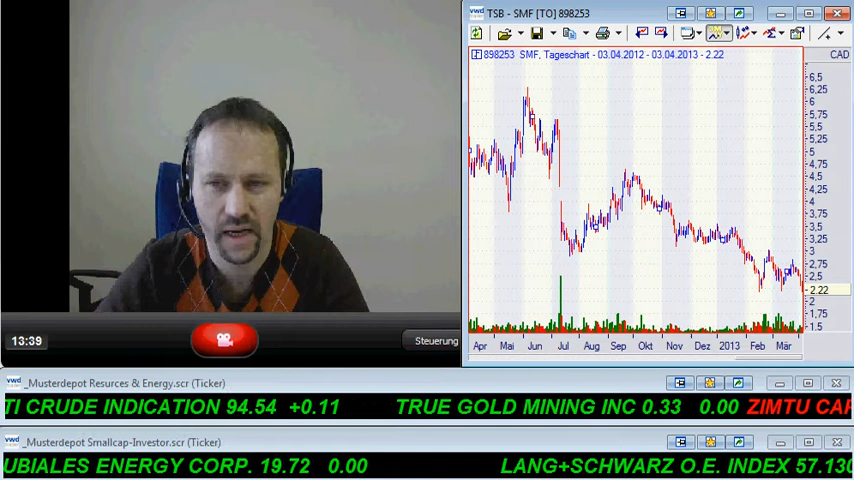 vwd TSB - SMF [TO] 898253
898253 SMF, Tageschart - 03.04.2012 - 03.04.2013 - 2.22
CAD
6,5
6,25
6
5,75
5,5
5,25
5
4,75
4,5
4,25
4
3,75
3,5
3,25
3
2,75
2,5
2.22
2
1,75
1.5
Apr Mai Jun Jul Aug Sep Okt Nov Dez 2013 Feb Mär
13:39
Steuerung
vwd _Musterdepot Resurces & Energy.scr (Ticker)
TI CRUDE INDICATION 94.54 +0.11 TRUE GOLD MINING INC 0.33 0.00 ZIMTU CAP
vwd _Musterdepot Smallcap-Investor.scr (Ticker)
UBIALES ENERGY CORP. 19.72 0.00 LANG+SCHWARZ O.E. INDEX 57.130